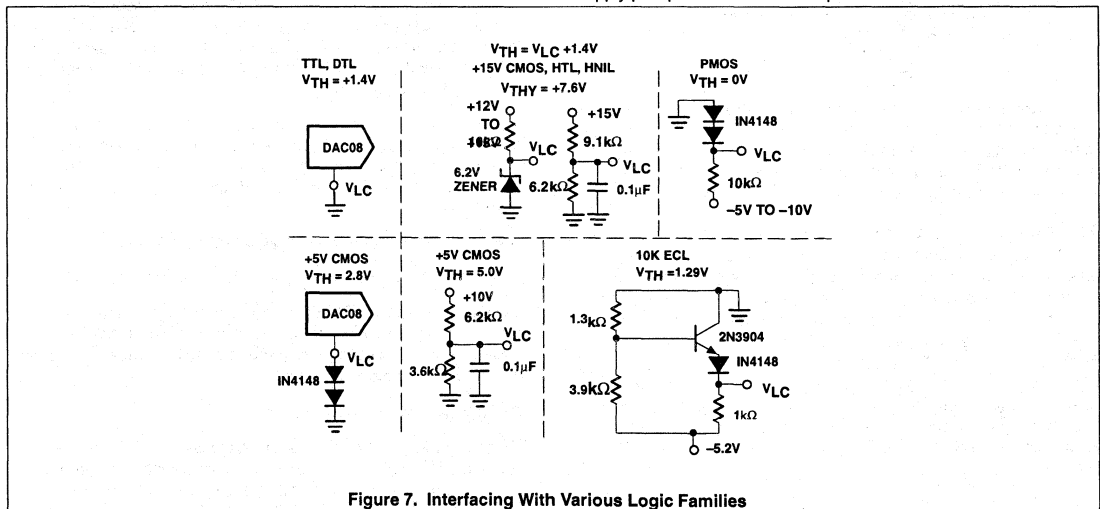 TTL, DTL
VTH = +1.4V
DAC08
VLC
VTH = VLC +1.4V
+15V CMOS, HTL, HNIL
VTHY = +7.6V
+12V
TO
6.2V
ZENER
VLC
+15V
9.1kΩ
VLC
6.2kΩ
0.1μF
PMOS
VTH = 0V
IN4148
VLC
10kΩ
–5V TO –10V
+5V CMOS
VTH = 2.8V
DAC08
VLC
IN4148
+5V CMOS
VTH = 5.0V
+10V
6.2kΩ
VLC
3.6kΩ
0.1μF
10K ECL
VTH =1.29V
1.3kΩ
2N3904
IN4148
3.9kΩ
VLC
1kΩ
–5.2V
Figure 7. Interfacing With Various Logic Families